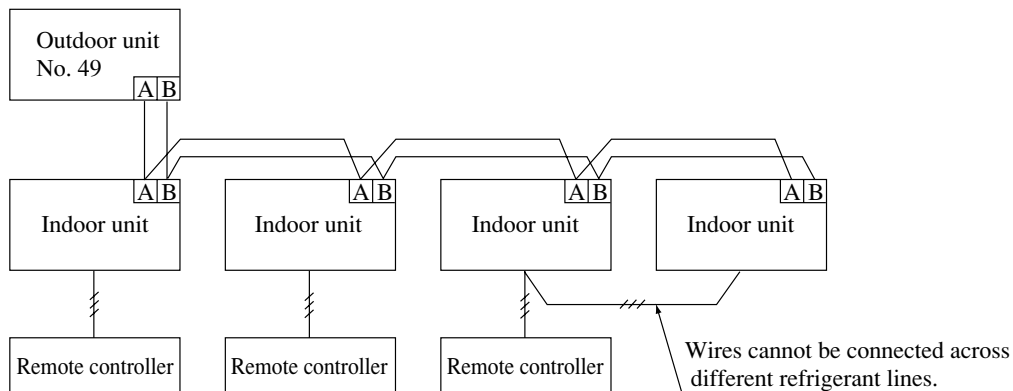 Outdoor unit
No. 49
A B
A B
A B
A B
A B
Indoor unit
Indoor unit
Indoor unit
Indoor unit
Remote controller
Remote controller
Remote controller
Wires cannot be connected across
different refrigerant lines.